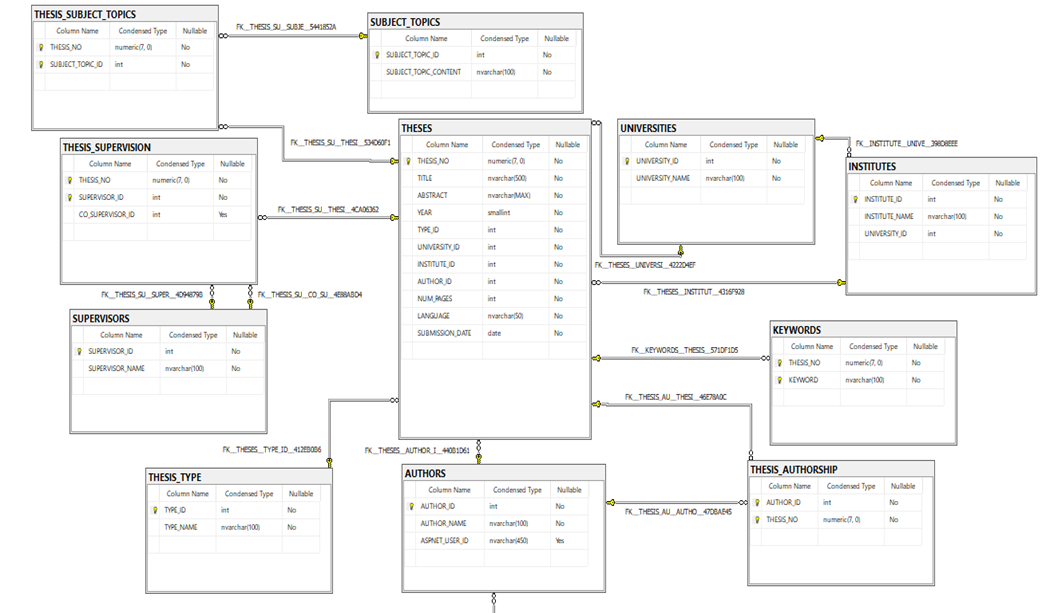 THESIS_SUBJECT_TOPICS
Column Name Condensed Type Nullable
THESIS_NO numeric(7, 0) No
SUBJECT_TOPIC_ID int No
FK__THESIS_SU__SUBJE__5441852A
SUBJECT_TOPICS
Column Name Condensed Type Nullable
SUBJECT_TOPIC_ID int No
SUBJECT_TOPIC_CONTENT nvarchar(100) No
FK__THESIS_SU__THESI__534D60F1
THESIS_SUPERVISION
Column Name Condensed Type Nullable
THESIS_NO numeric(7, 0) No
SUPERVISOR_ID int No
CO_SUPERVISOR_ID int Yes
FK__THESIS_SU__THESI__4CA06362
THESES
Column Name Condensed Type Nullable
THESIS_NO numeric(7, 0) No
TITLE nvarchar(500) No
ABSTRACT nvarchar(MAX) No
YEAR smallint No
TYPE_ID int No
UNIVERSITY_ID int No
INSTITUTE_ID int No
AUTHOR_ID int No
NUM_PAGES int No
LANGUAGE nvarchar(50) No
SUBMISSION_DATE date No
UNIVERSITIES
Column Name Condensed Type Nullable
UNIVERSITY_ID int No
UNIVERSITY_NAME nvarchar(100) No
FK__INSTITUTE__UNIVE__398D8EEE
INSTITUTES
Column Name Condensed Type Nullable
INSTITUTE_ID int No
INSTITUTE_NAME nvarchar(100) No
UNIVERSITY_ID int No
FK__THESES__UNIVERSI__4222D4EF
FK__THESES__INSTITUT__4316F928
FK__THESIS_SU__SUPER__4D94879B
FK__THESIS_SU__CO_SU__4E88ABD4
SUPERVISORS
Column Name Condensed Type Nullable
SUPERVISOR_ID int No
SUPERVISOR_NAME nvarchar(100) No
KEYWORDS
Column Name Condensed Type Nullable
THESIS_NO numeric(7, 0) No
KEYWORD nvarchar(100) No
FK__KEYWORDS__THESIS__571DF1D5
FK__THESIS_AU__THESI__46E78A0C
FK__THESES__TYPE_ID__412EB0B6
FK__THESES__AUTHOR_I__440B1D61
THESIS_TYPE
Column Name Condensed Type Nullable
TYPE_ID int No
TYPE_NAME nvarchar(100) No
AUTHORS
Column Name Condensed Type Nullable
AUTHOR_ID int No
AUTHOR_NAME nvarchar(100) No
ASPNET_USER_ID nvarchar(450) Yes
FK__THESIS_AU__AUTHO__47DBAE45
THESIS_AUTHORSHIP
Column Name Condensed Type Nullable
AUTHOR_ID int No
THESIS_NO numeric(7, 0) No